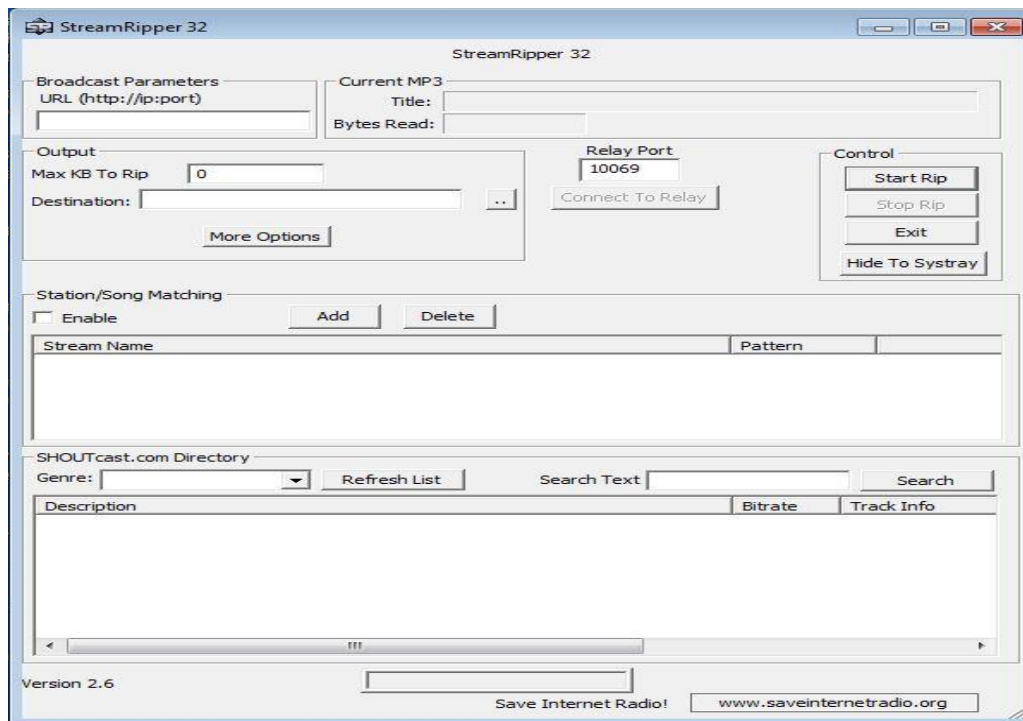 StreamRipper 32
StreamRipper 32
Broadcast Parameters
URL (http://ip:port)
Current MP3
Title:
Bytes Read:
Output
Max KB To Rip 0
Destination: ..
More Options
Relay Port
10069
Connect To Relay
Control
Start Rip
Stop Rip
Exit
Hide To Systray
Station/Song Matching
Enable Add Delete
Stream Name Pattern
SHOUTcast.com Directory
Genre: Refresh List Search Text Search
Description Bitrate Track Info
Version 2.6
Save Internet Radio! www.saveinternetradio.org